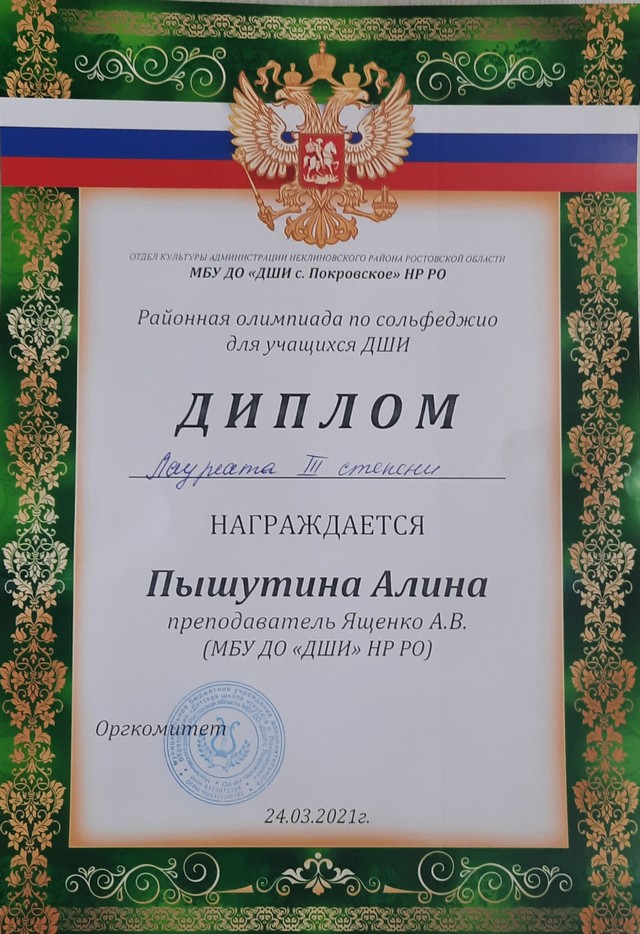 ОТДЕЛ КУЛЬТУРЫ АДМИНИСТРАЦИИ НЕКЛИНОВСКОГО РАЙОНА РОСТОВСКОЙ ОБЛАСТИ
МБУ ДО «ДШИ с. Покровское» НР РО
Районная олимпиада по сольфеджио
для учащихся ДШИ
ДИПЛОМ
Лауреата III степени
НАГРАЖДАЕТСЯ
Пышутина Алина
преподаватель Ященко А.В.
(МБУ ДО «ДШИ» НР РО)
Оргкомитет
24.03.2021г.